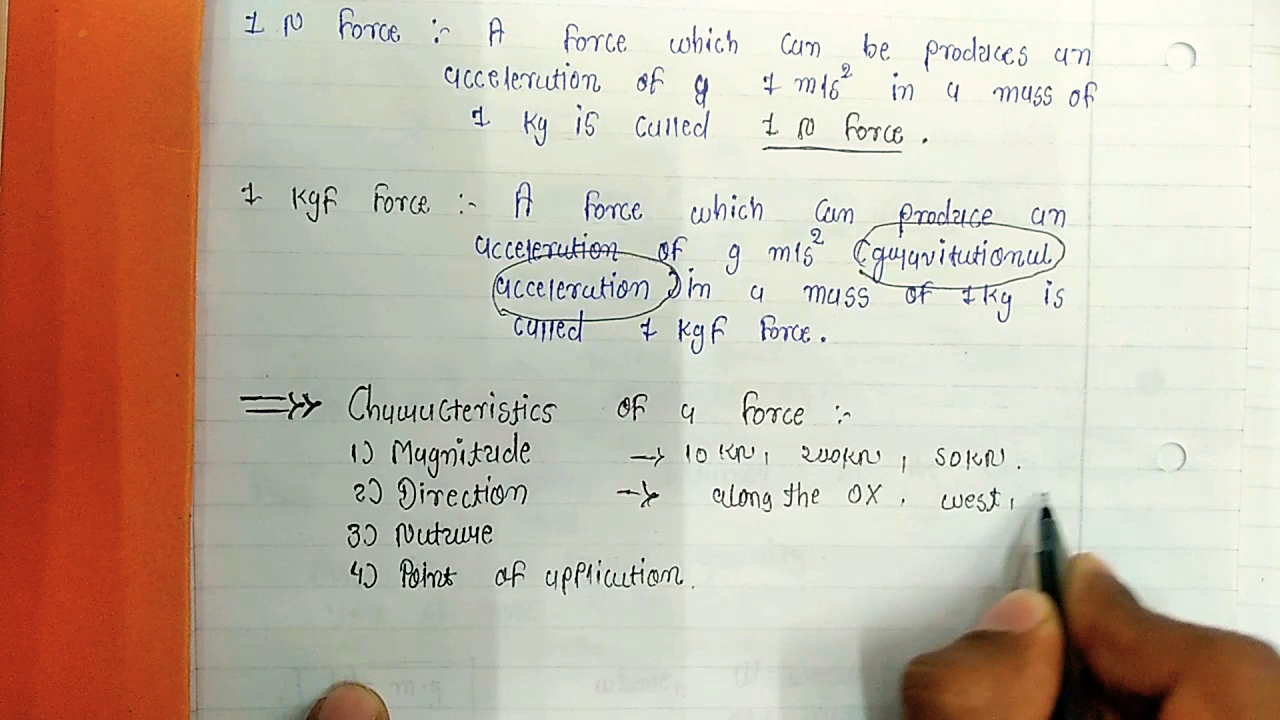 1 N Force :- A force which can be produces an
acceleration of g 1 m/s² in a mass of
1 kg is called 1 N force.
1 kgf Force :- A force which can produce an
acceleration of g m/s² (gravitational
acceleration) in a mass of 1kg is
called 1 kgf force.
⇒> Characteristics of a force :-
1) Magnitude → 10 KN, 200KN, 50KN.
2) Direction → along the OX, west,
3) Nature
4) Point of application.